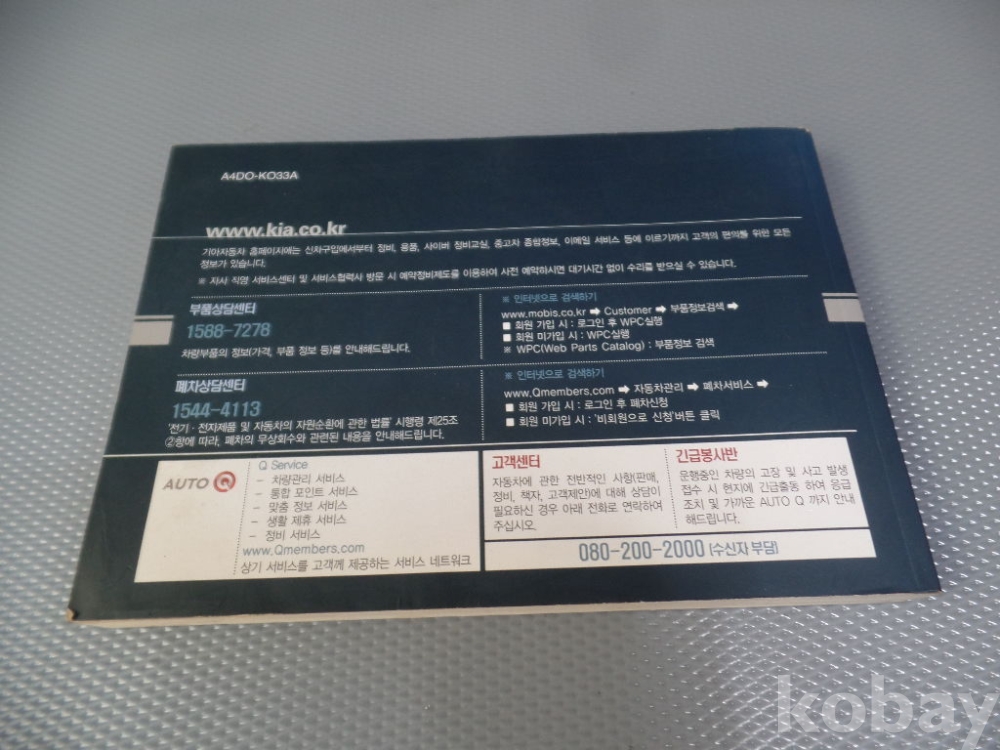 A4DO-KO33A
www.kia.co.kr
기아자동차 홈페이지에는 신차구입에서부터 정비, 용품, 사이버 정비교실, 중고차 종합정보, 이메일 서비스 등에 이르기까지 고객의 편의를 위한 모든
정보가 있습니다.
※ 자사 직영 서비스센터 및 서비스협력사 방문 시 예약정비제도를 이용하여 사전 예약하시면 대기시간 없이 수리를 받으실 수 있습니다.
부품상담센터
1588-7278
차량부품의 정보(가격, 부품 정보 등)를 안내해드립니다.
※ 인터넷으로 검색하기
www.mobis.co.kr ➡ Customer ➡ 부품정보검색 ➡
■ 회원 가입 시 : 로그인 후 WPC실행
■ 회원 미가입 시 : WPC실행
※ WPC(Web Parts Catalog) : 부품정보 검색
폐차상담센터
1544-4113
'전기·전자제품 및 자동차의 자원순환에 관한 법률' 시행령 제25조
②항에 따라, 폐차의 무상회수와 관련된 내용을 안내해드립니다.
※ 인터넷으로 검색하기
www.Qmembers.com ➡ 자동차관리 ➡ 폐차서비스 ➡
■ 회원 가입 시 : 로그인 후 폐차신청
■ 회원 미가입 시 : '비회원으로 신청'버튼 클릭
AUTO Q
Q Service
- 차량관리 서비스
- 통합 포인트 서비스
- 맞춤 정보 서비스
- 생활 제휴 서비스
- 정비 서비스
www.Qmembers.com
상기 서비스를 고객께 제공하는 서비스 네트워크
고객센터
자동차에 관한 전반적인 사항(판매,
정비, 책자, 고객제안)에 대해 상담이
필요하신 경우 아래 전화로 연락하여
주십시오.
긴급봉사반
운행중인 차량의 고장 및 사고 발생
접수 시 현지에 긴급출동 하여 응급
조치 및 가까운 AUTO Q 까지 안내
해드립니다.
080-200-2000 (수신자 부담)
kobay